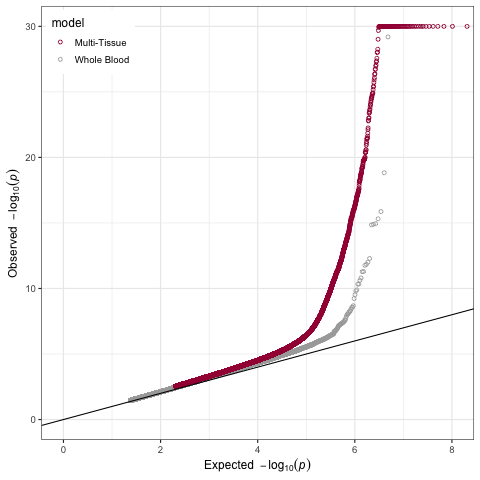 model
Multi-Tissue
Whole Blood
30
20
10
0
Observed −log₁₀(p)
0
2
4
6
8
Expected −log₁₀(p)